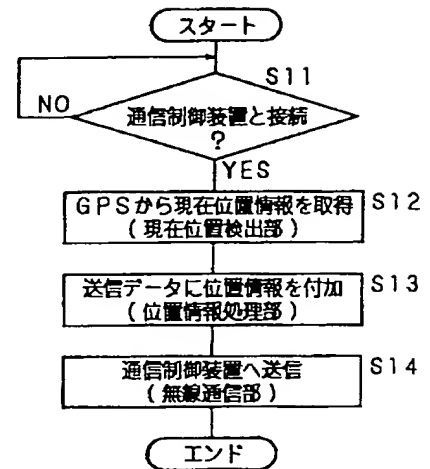 スタート
S11
NO
通信制御装置と接続
?
YES
GPSから現在位置情報を取得
S12
(現在位置検出部)
送信データに位置情報を付加
S13
(位置情報処理部)
通信制御装置へ送信
S14
(無線通信部)
エンド